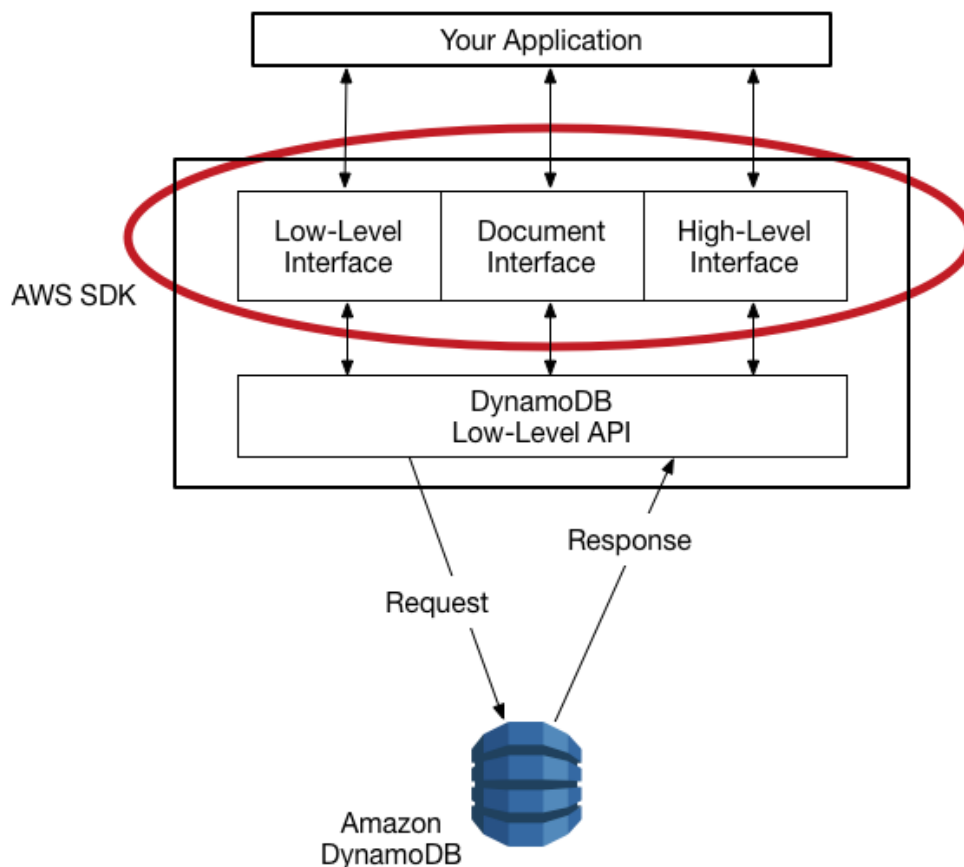 Your Application
Low-Level
Interface
Document
Interface
High-Level
Interface
AWS SDK
DynamoDB
Low-Level API
Response
Request
Amazon
DynamoDB